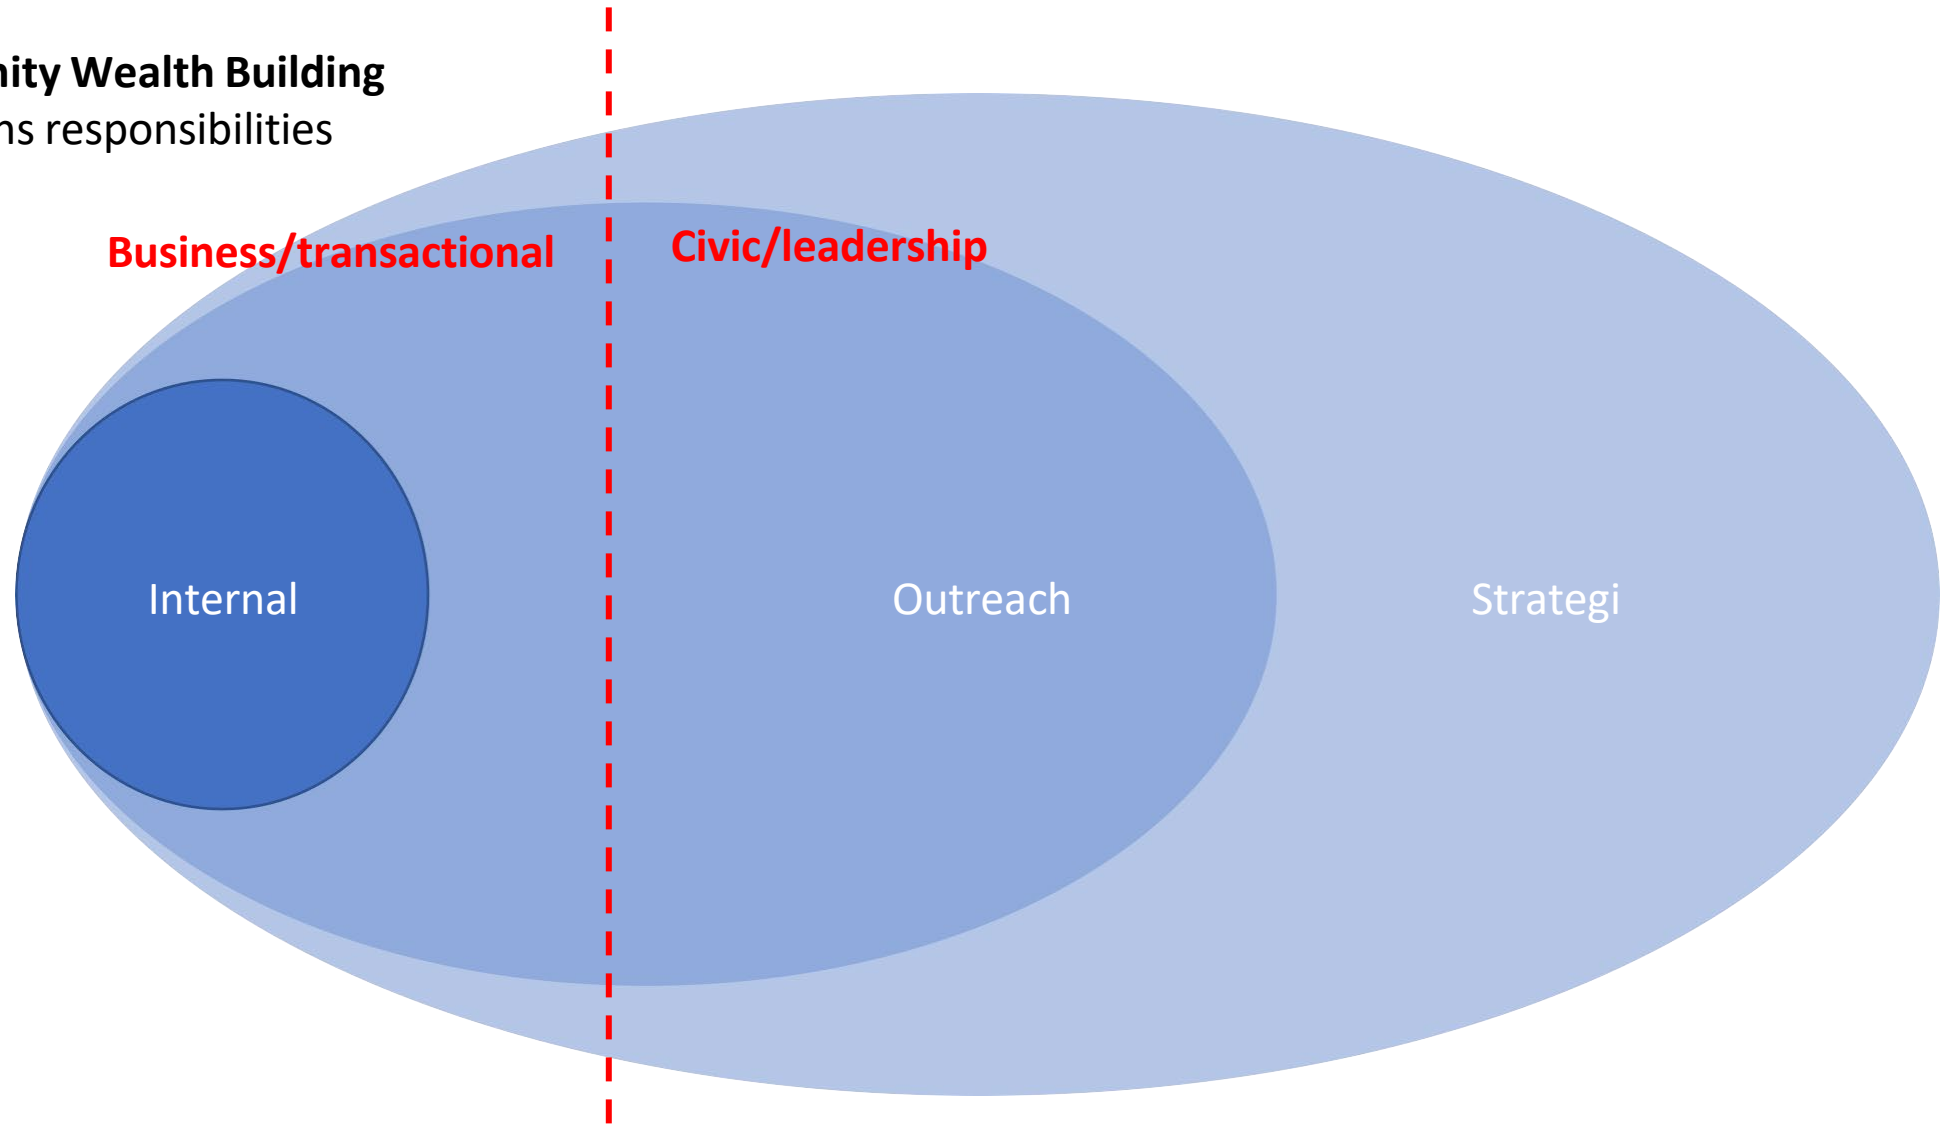 nity Wealth Building
ns responsibilities
Business/transactional
Civic/leadership
Internal
Outreach
Strategi